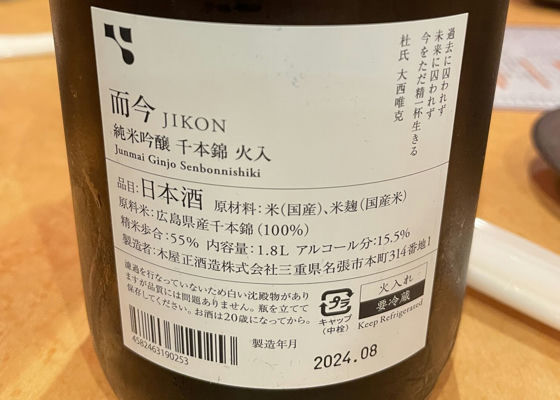 過去に囚われず
未来に囚われず
今をただ精一杯生きる
杜氏 大西唯克
而今 JIKON
純米吟醸 千本錦 火入
Junmai Ginjo Senbonnishiki
品目:日本酒 原材料:米(国産)、米麹(国産米)
原料米:広島県産千本錦(100%)
精米歩合:55% 内容量:1.8L アルコール分:15.5%
製造者:木屋正酒造株式会社三重県名張市本町314番地1
濾過を行なっていないため白い沈殿物があり
ますが品質には問題ありません。瓶を立てて
保存してください。お酒は20歳になってから。
プラ
キャップ
(中栓)
火入れ
要冷蔵
Keep Refrigerated
4582463190253
製造年月
2024.08